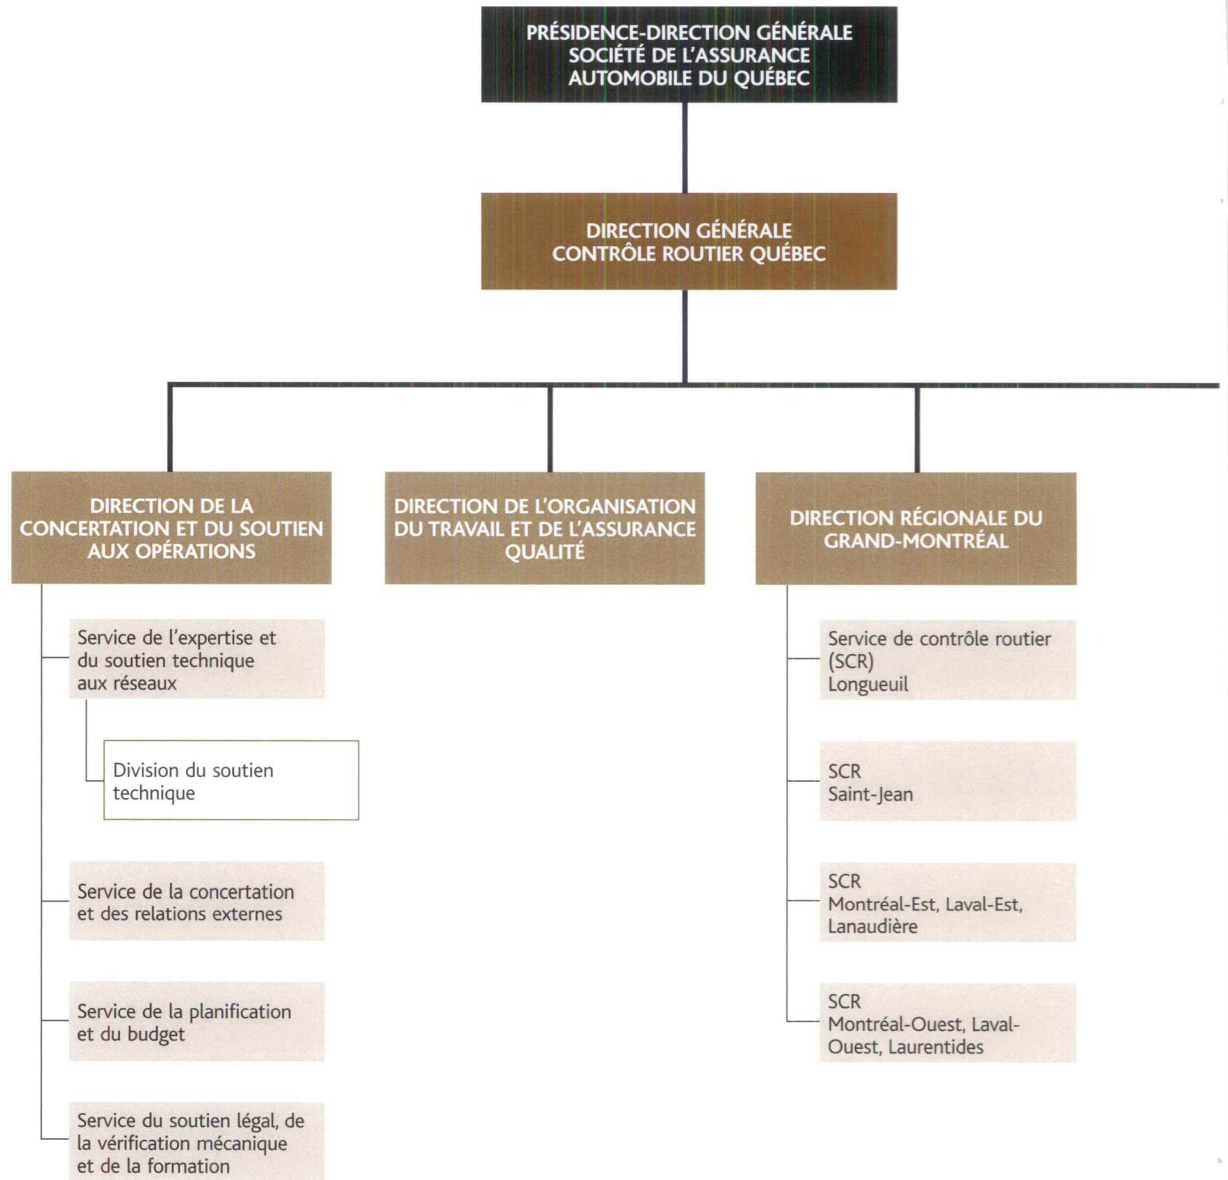 PRÉSIDENCE-DIRECTION GÉNÉRALE
SOCIÉTÉ DE L'ASSURANCE
AUTOMOBILE DU QUÉBEC
DIRECTION GÉNÉRALE
CONTRÔLE ROUTIER QUÉBEC
DIRECTION DE LA
CONCERTATION ET DU SOUTIEN
AUX OPÉRATIONS
Service de l'expertise et
du soutien technique
aux réseaux
Division du soutien
technique
Service de la concertation
et des relations externes
Service de la planification
et du budget
Service du soutien légal, de
la vérification mécanique
et de la formation
DIRECTION DE L'ORGANISATION
DU TRAVAIL ET DE L'ASSURANCE
QUALITÉ
DIRECTION RÉGIONALE DU
GRAND-MONTRÉAL
Service de contrôle routier
(SCR)
Longueuil
SCR
Saint-Jean
SCR
Montréal-Est, Laval-Est,
Lanaudière
SCR
Montréal-Ouest, Laval-
Ouest, Laurentides